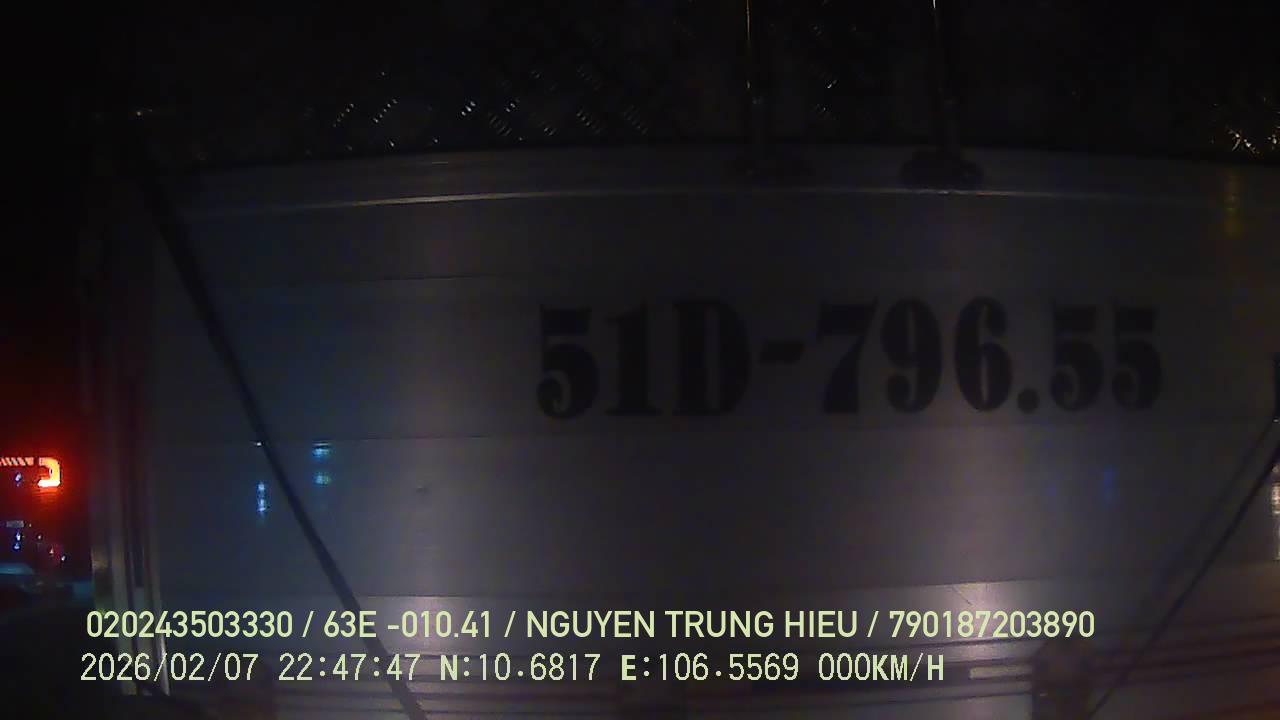 51D-796.55
020243503330 / 63E -010.41 / NGUYEN TRUNG HIEU / 790187203890
2026/02/07 22:47:47 N:10.6817 E:106.5569 000KM/H